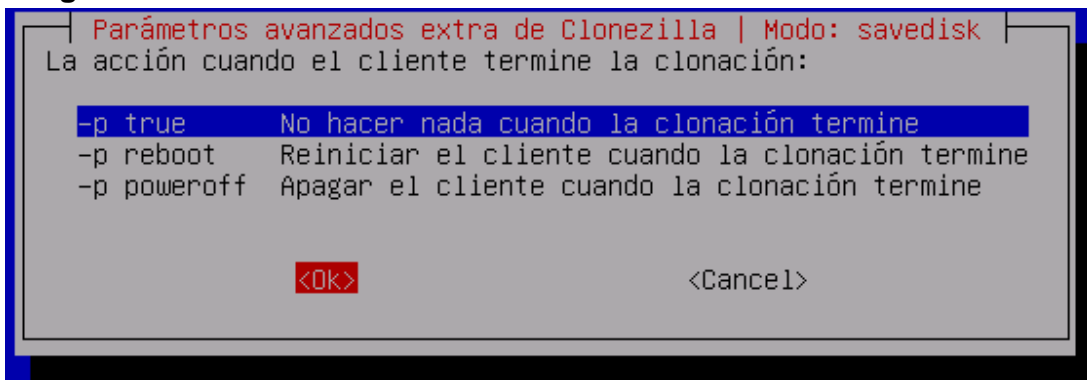 Parámetros avanzados extra de Clonezilla | Modo: savedisk
La acción cuando el cliente termine la clonación:
-p true No hacer nada cuando la clonación termine
-p reboot Reiniciar el cliente cuando la clonación termine
-p poweroff Apagar el cliente cuando la clonación termine
<Ok> <Cancel>